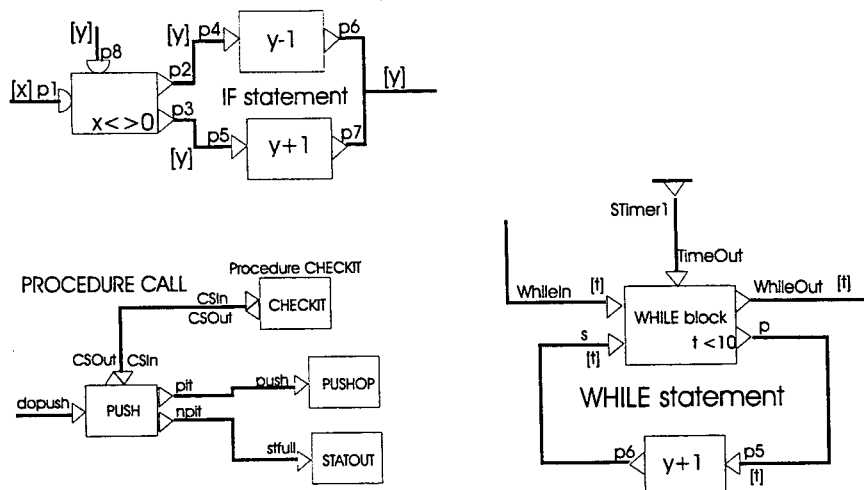 [y]
p8
[x] p1
x<>0
p2
p3
[y] p4
y-1
p6
IF statement
[y]
p5
[y]
y+1
p7
PROCEDURE CALL
Procedure CHECKIT
CSIn
CSOut
CHECKIT
CSOut CSIn
dopush
PUSH
pit
npit
push
PUSHOP
stfull
STATOUT
STimer1
TimeOut
WhileIn [t]
WHILE block
t <10
WhileOut [t]
p
s
[t]
WHILE statement
p6
y+1
p5
[t]